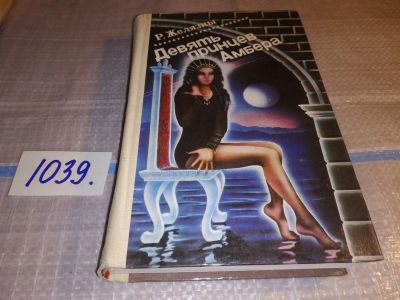 Р. Желязны
Девять
принцев
Амбера
1039.